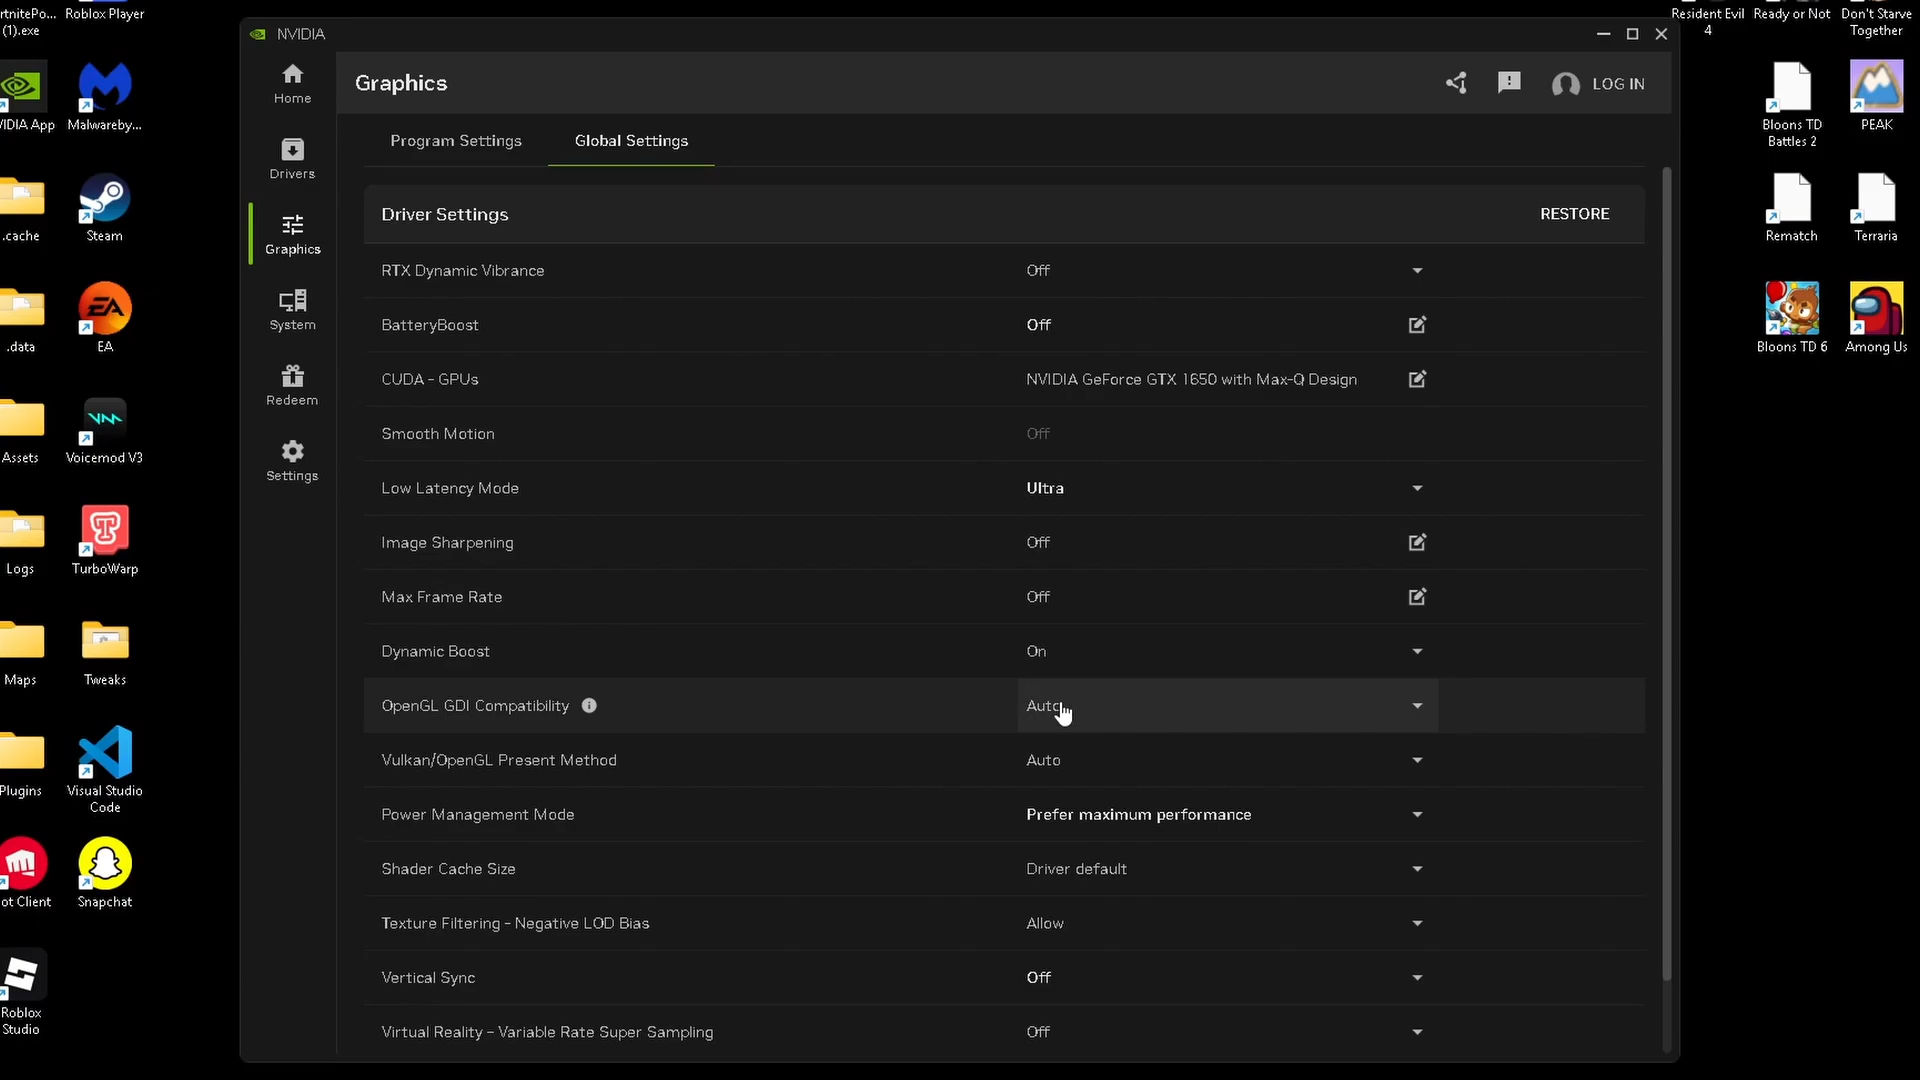 rtnitePo...
(1).exe
Roblox Player
VIDIA App
Malwareby...
.cache
Steam
.data
EA
Assets
Voicemod V3
Logs
TurboWarp
Maps
Tweaks
Plugins
Visual Studio
Code
ot Client
Snapchat
Roblox
Studio
NVIDIA
Home
Drivers
Graphics
System
Redeem
Settings
Graphics
LOG IN
Program Settings
Global Settings
Driver Settings
RESTORE
RTX Dynamic Vibrance Off
BatteryBoost Off
CUDA - GPUs NVIDIA GeForce GTX 1650 with Max-Q Design
Smooth Motion Off
Low Latency Mode Ultra
Image Sharpening Off
Max Frame Rate Off
Dynamic Boost On
OpenGL GDI Compatibility Auto
Vulkan/OpenGL Present Method Auto
Power Management Mode Prefer maximum performance
Shader Cache Size Driver default
Texture Filtering - Negative LOD Bias Allow
Vertical Sync Off
Virtual Reality - Variable Rate Super Sampling Off
Resident Evil
4
Ready or Not
Don't Starve
Together
Bloons TD
Battles 2
PEAK
Rematch
Terraria
Bloons TD 6
Among Us